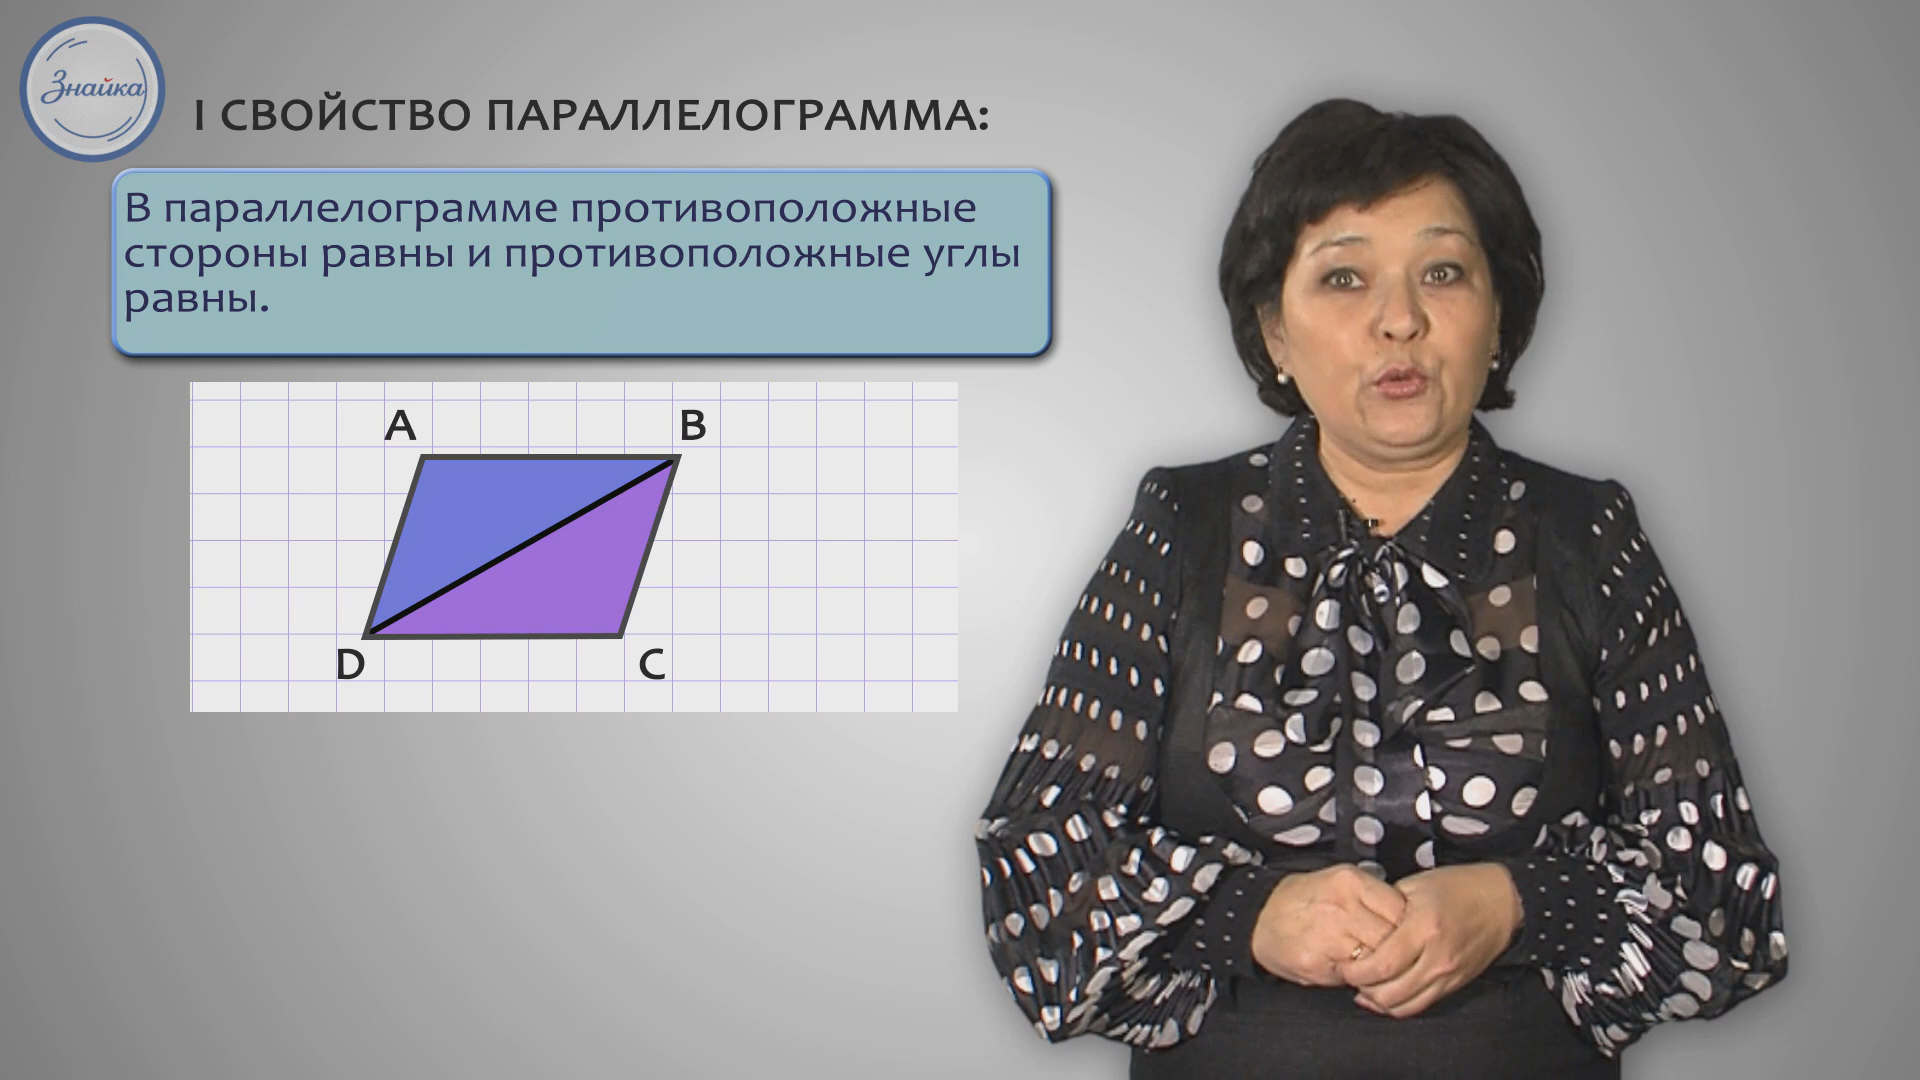 Знайка
I СВОЙСТВО ПАРАЛЛЕЛОГРАММА:
В параллелограмме противоположные
стороны равны и противоположные углы
равны.
A B
D C